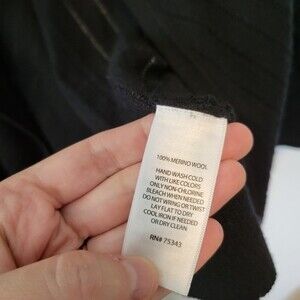 100% MERINO WOOL
HAND WASH COLD
WITH LIKE COLORS
ONLY NON-CHLORINE
BLEACH WHEN NEEDED
DO NOT WRING OR TWIST
LAY FLAT TO DRY
COOL IRON IF NEEDED
OR DRY CLEAN
RN# 75343